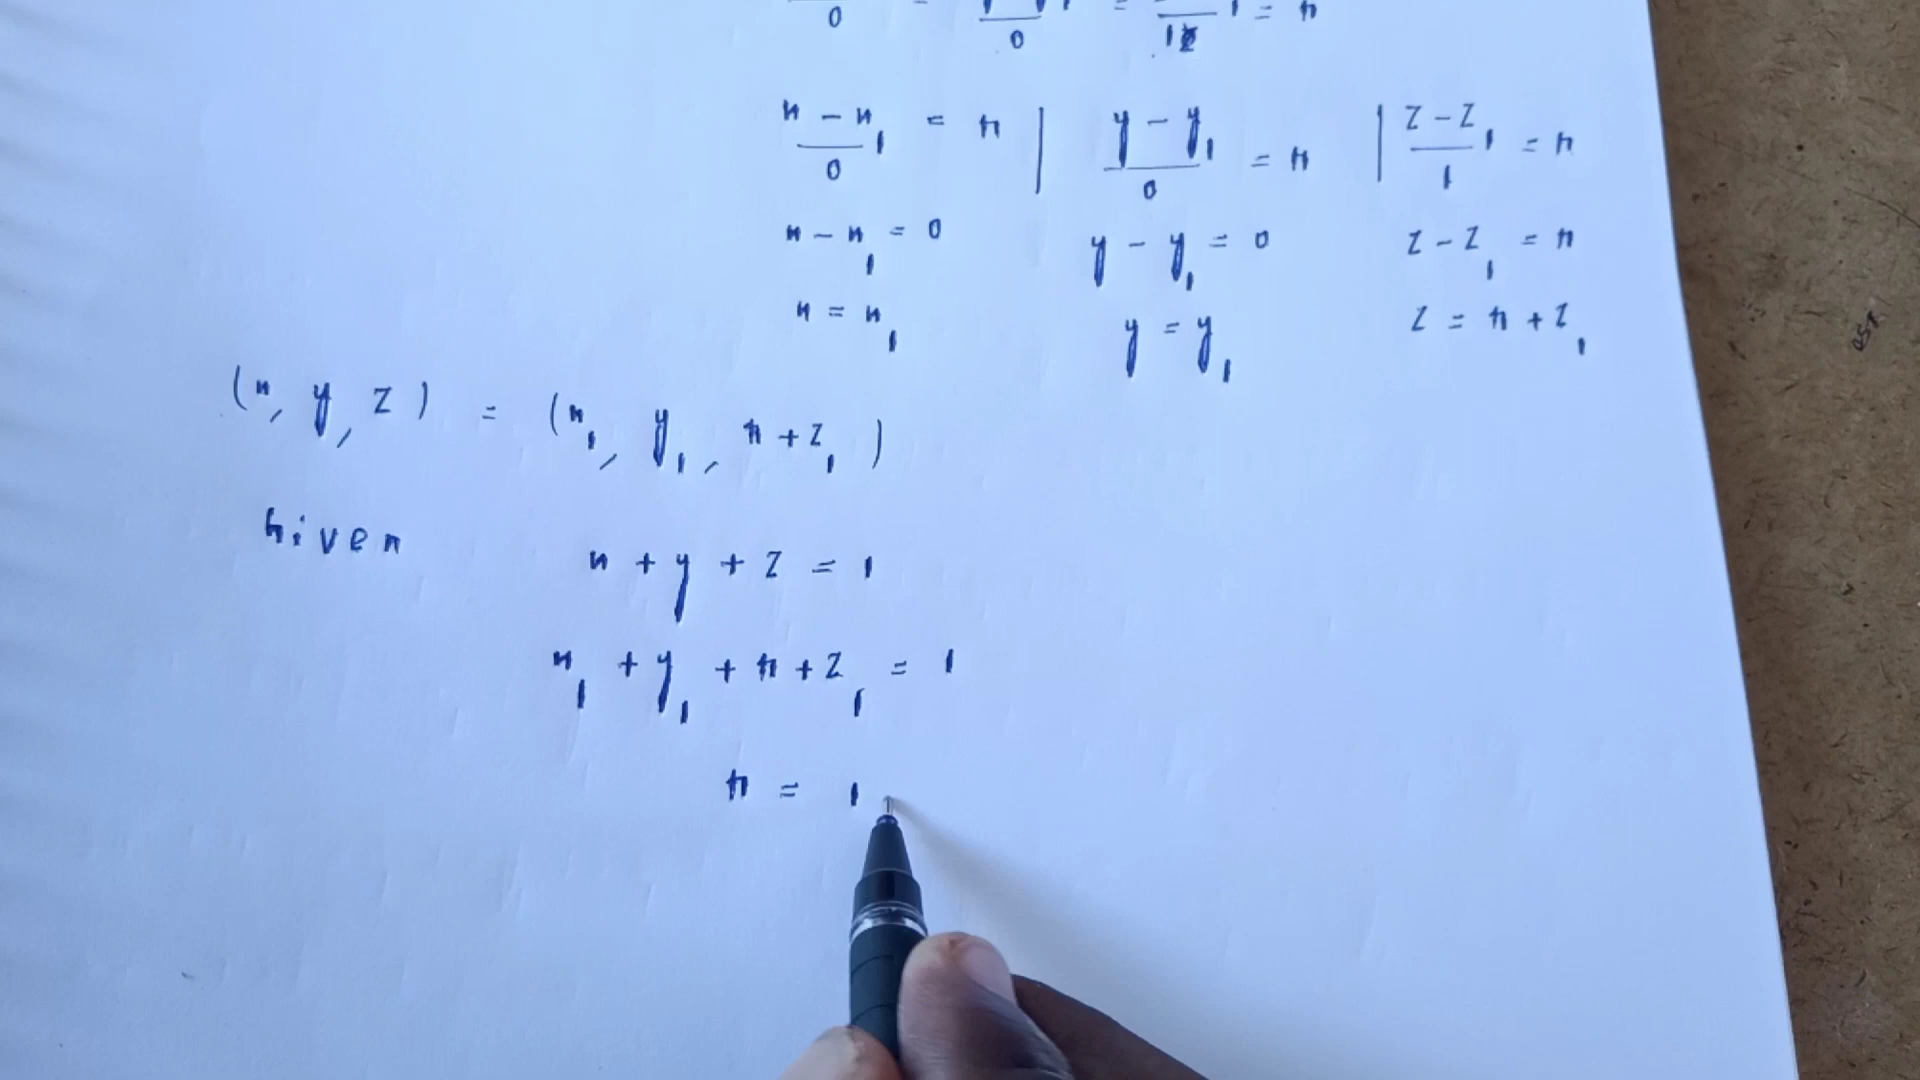 x - x₁ / 0 = r | y - y₁ / 0 = r | z - z₁ / 1 = r
x - x₁ = 0 y - y₁ = 0 z - z₁ = r
x = x₁ y = y₁ z = r + z₁
(x, y, z) = (x₁, y₁, r + z₁)
Given x + y + z = 1
x₁ + y₁ + r + z₁ = 1
r = 1